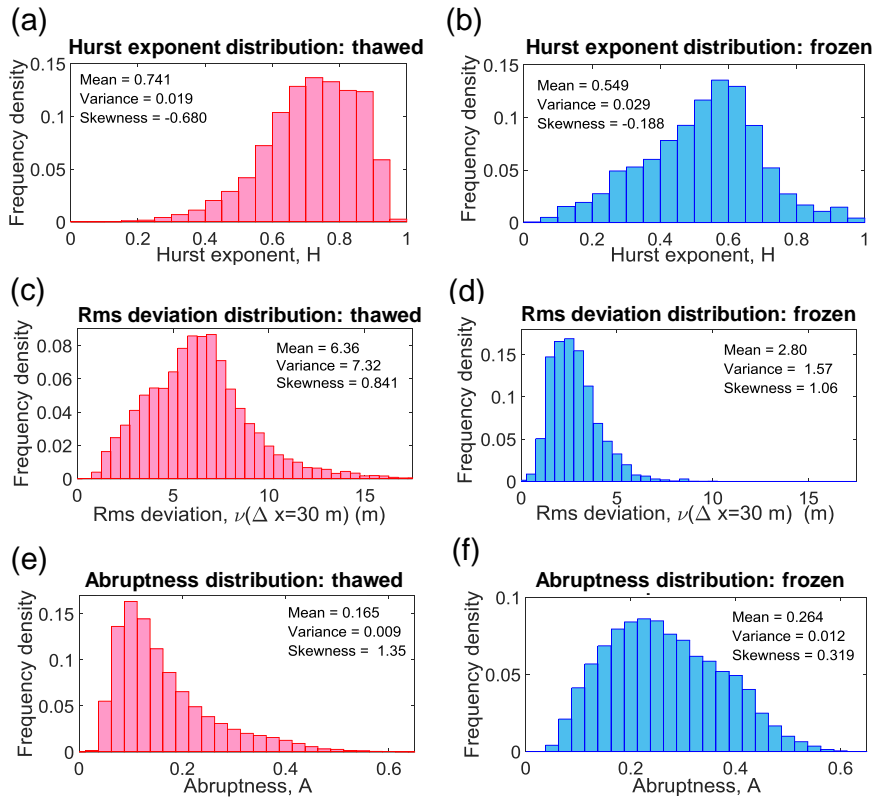 (a)
Hurst exponent distribution: thawed
Mean = 0.741
Variance = 0.019
Skewness = -0.680
Frequency density
0.15
0.1
0.05
0
0 0.2 0.4 0.6 0.8 1
Hurst exponent, H
(b)
Hurst exponent distribution: frozen
Mean = 0.549
Variance = 0.029
Skewness = -0.188
Frequency density
0.15
0.1
0.05
0
0 0.2 0.4 0.6 0.8 1
Hurst exponent, H
(c)
Rms deviation distribution: thawed
Mean = 6.36
Variance = 7.32
Skewness = 0.841
Frequency density
0.08
0.06
0.04
0.02
0
0 5 10 15
Rms deviation, ν(Δ x=30 m) (m)
(d)
Rms deviation distribution: frozen
Mean = 2.80
Variance = 1.57
Skewness = 1.06
Frequency density
0.15
0.1
0.05
0
0 5 10 15
Rms deviation, ν(Δ x=30 m) (m)
(e)
Abruptness distribution: thawed
Mean = 0.165
Variance = 0.009
Skewness = 1.35
Frequency density
0.15
0.1
0.05
0
0 0.2 0.4 0.6
Abruptness, A
(f)
Abruptness distribution: frozen
Mean = 0.264
Variance = 0.012
Skewness = 0.319
Frequency density
0.1
0.05
0
0 0.2 0.4 0.6
Abruptness, A